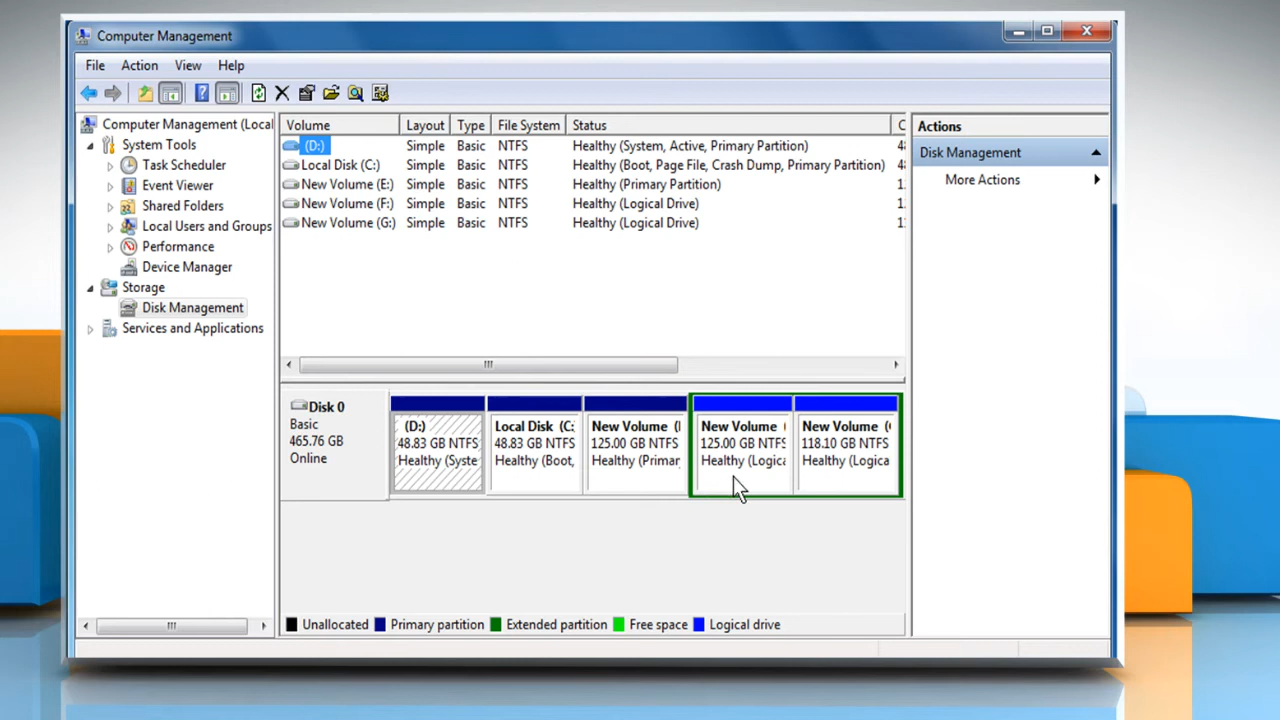 Computer Management
File Action View Help
Computer Management (Local
System Tools
Task Scheduler
Event Viewer
Shared Folders
Local Users and Groups
Performance
Device Manager
Storage
Disk Management
Services and Applications
Volume Layout Type File System Status C
(D:) Simple Basic NTFS Healthy (System, Active, Primary Partition) 48
Local Disk (C:) Simple Basic NTFS Healthy (Boot, Page File, Crash Dump, Primary Partition) 48
New Volume (E:) Simple Basic NTFS Healthy (Primary Partition) 12
New Volume (F:) Simple Basic NTFS Healthy (Logical Drive) 12
New Volume (G:) Simple Basic NTFS Healthy (Logical Drive) 11
Actions
Disk Management
More Actions
Disk 0
Basic
465.76 GB
Online
(D:)
48.83 GB NTFS
Healthy (Syste
Local Disk (C:
48.83 GB NTFS
Healthy (Boot,
New Volume (
125.00 GB NTFS
Healthy (Primar
New Volume (
125.00 GB NTFS
Healthy (Logica
New Volume (
118.10 GB NTFS
Healthy (Logica
Unallocated Primary partition Extended partition Free space Logical drive